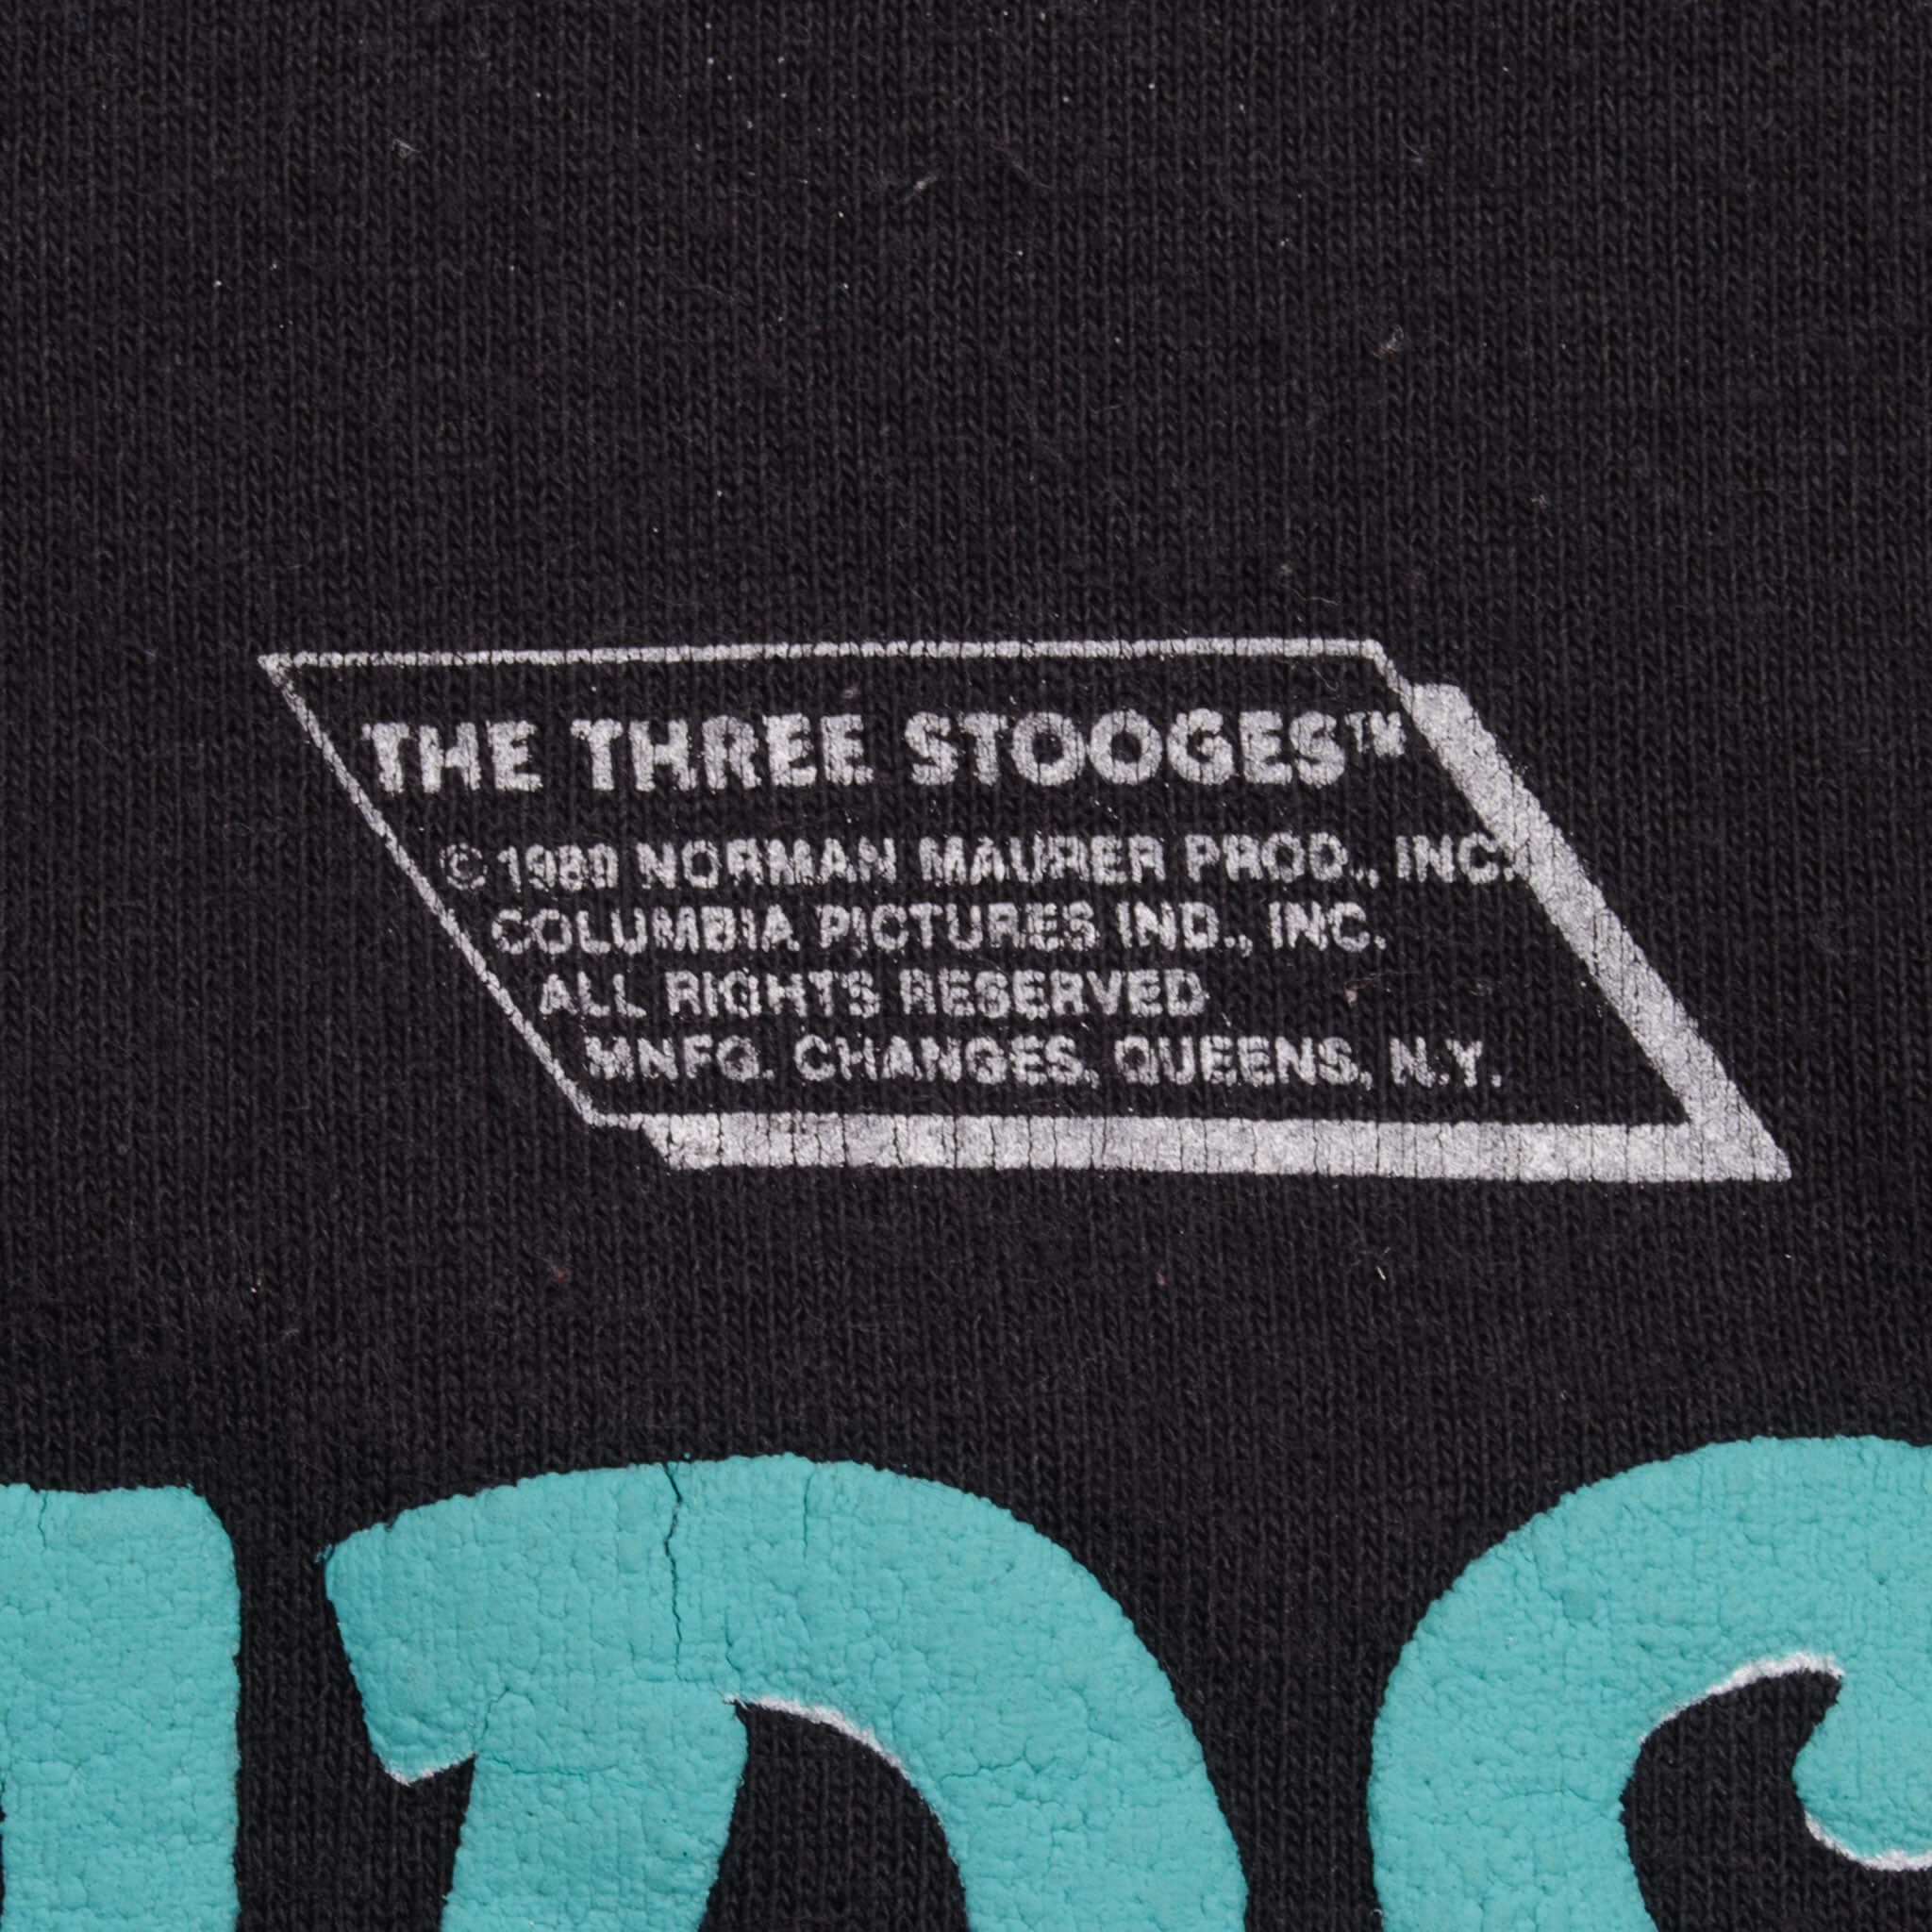 THE THREE STOOGES™
© 1989 NORMAN MAURER PROD., INC.
COLUMBIA PICTURES IND., INC.
ALL RIGHTS RESERVED
MNFG. CHANGES, QUEENS, N.Y.